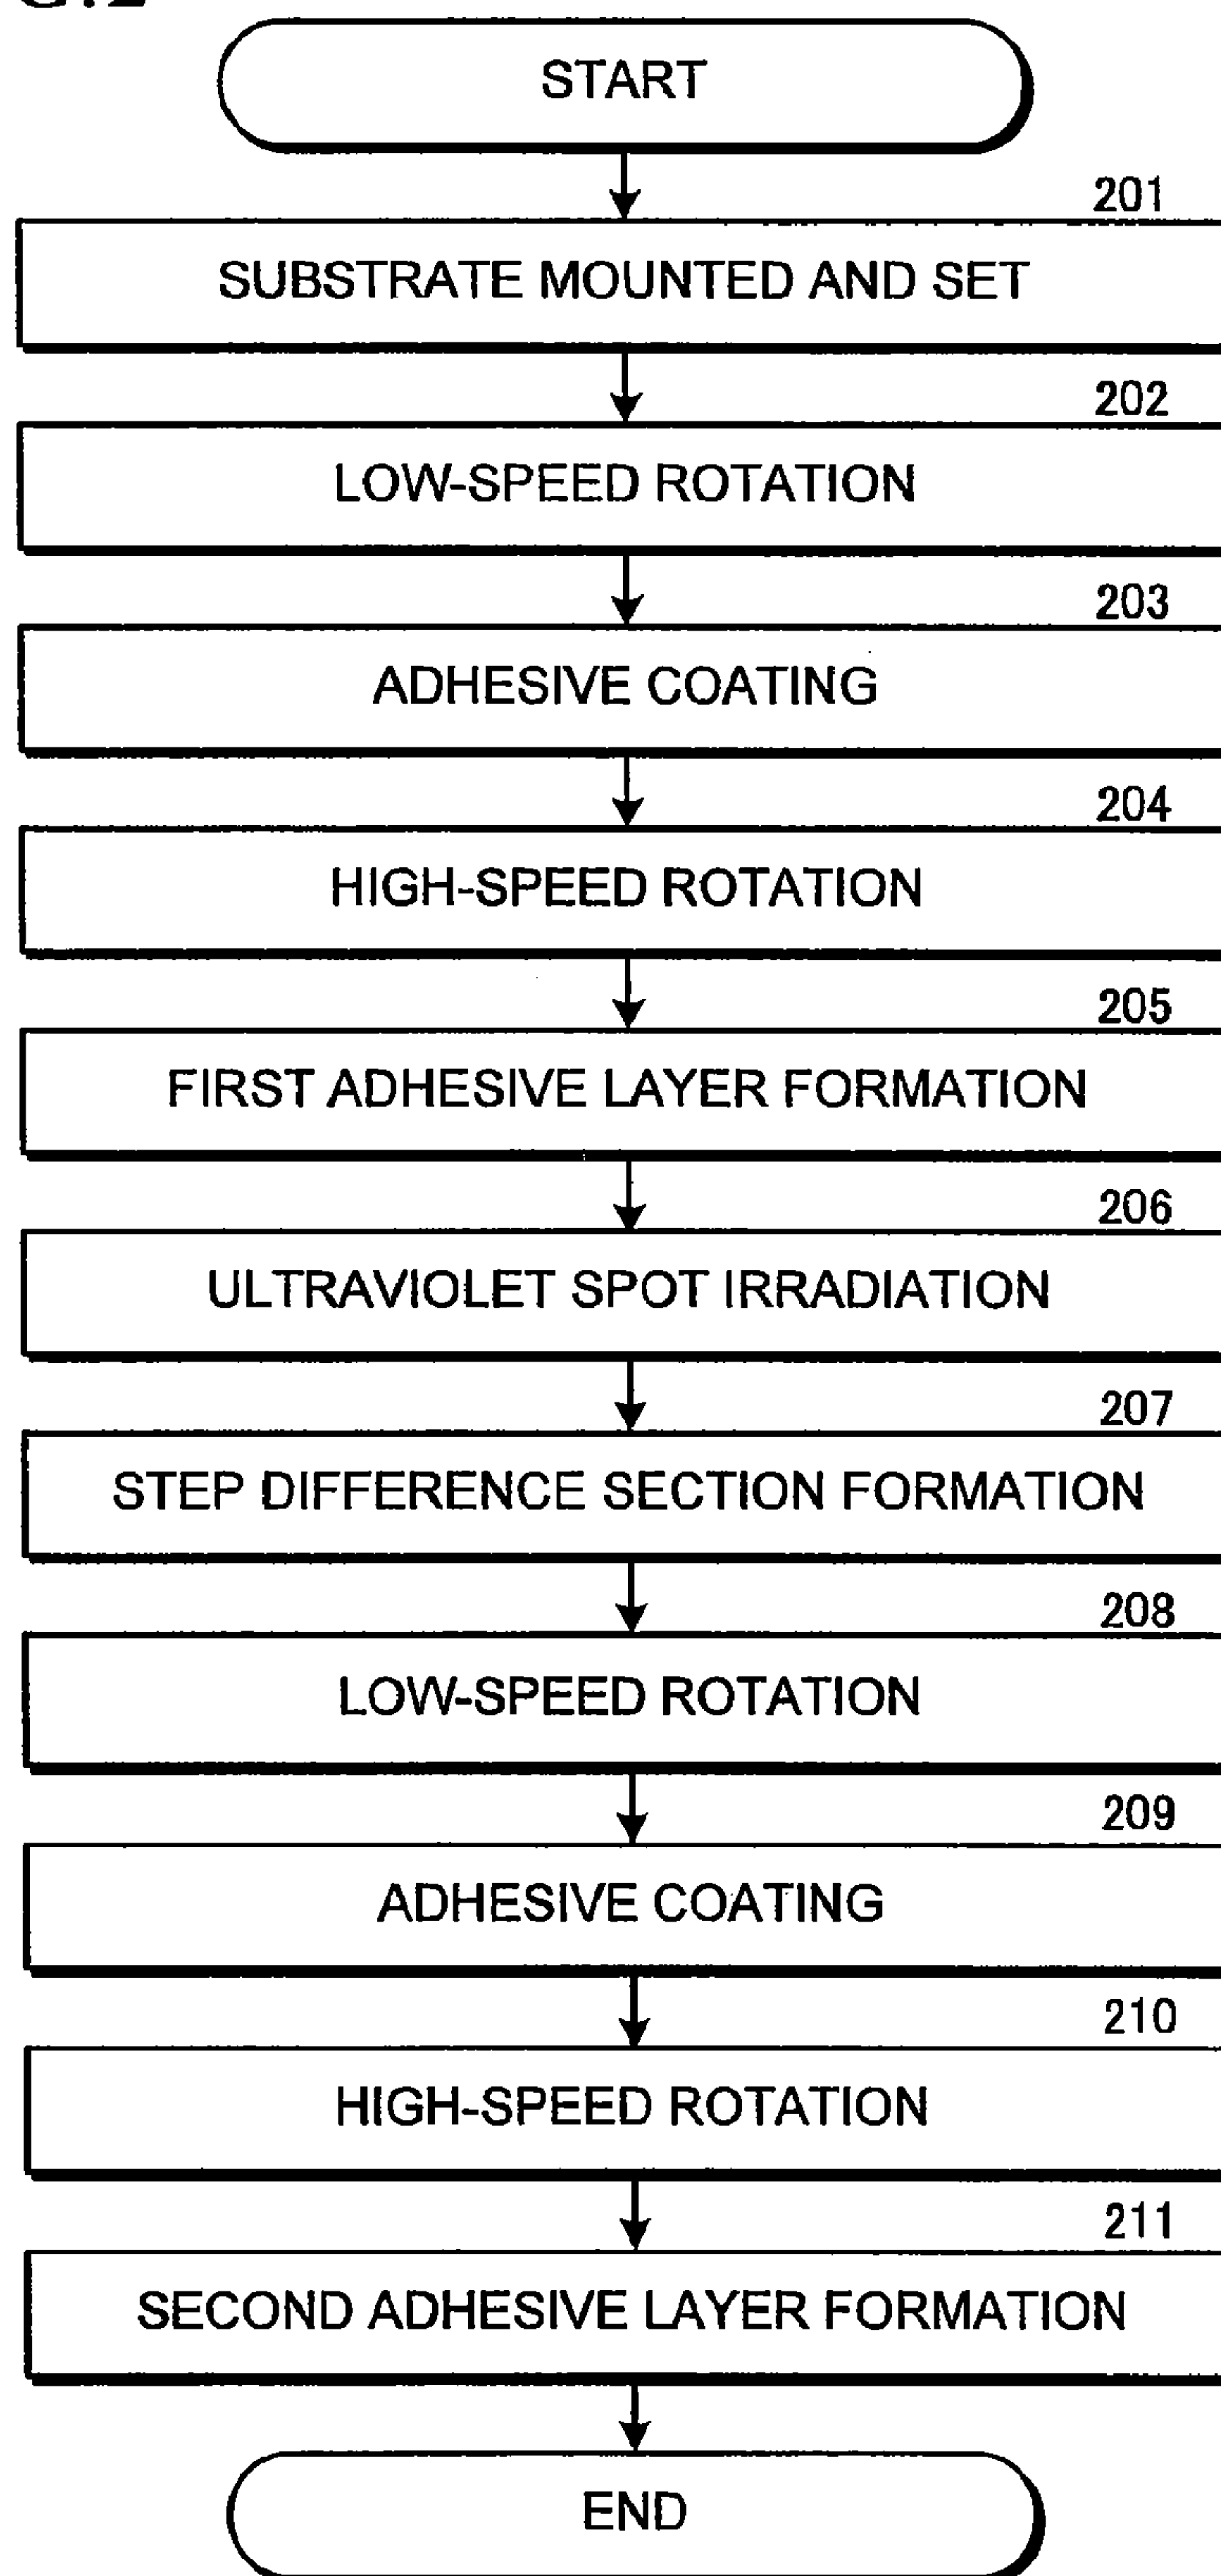 G.2
START
201
SUBSTRATE MOUNTED AND SET
202
LOW-SPEED ROTATION
203
ADHESIVE COATING
204
HIGH-SPEED ROTATION
205
FIRST ADHESIVE LAYER FORMATION
206
ULTRAVIOLET SPOT IRRADIATION
207
STEP DIFFERENCE SECTION FORMATION
208
LOW-SPEED ROTATION
209
ADHESIVE COATING
210
HIGH-SPEED ROTATION
211
SECOND ADHESIVE LAYER FORMATION
END